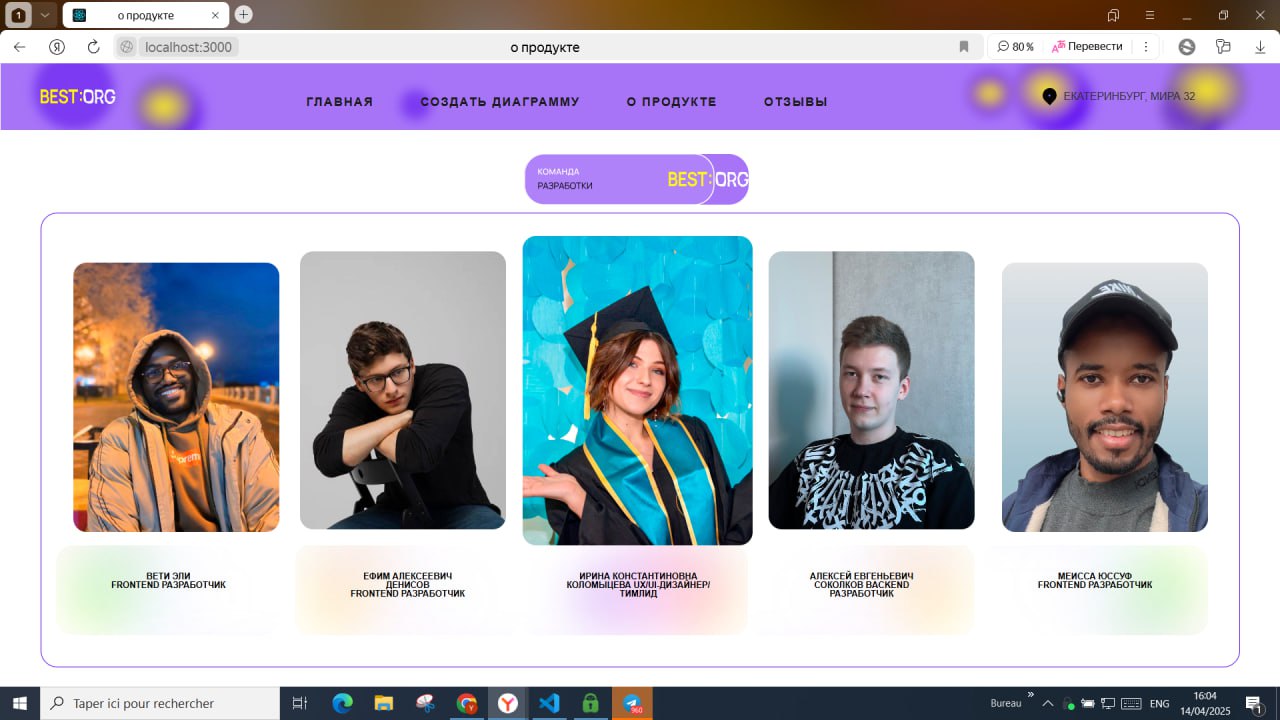 1
о продукте
localhost:3000
о продукте
80 %
Перевести
BEST:ORG
ГЛАВНАЯ
СОЗДАТЬ ДИАГРАММУ
О ПРОДУКТЕ
ОТЗЫВЫ
ЕКАТЕРИНБУРГ, МИРА 32
КОМАНДА
РАЗРАБОТКИ
BEST:ORG
ВЕТИ ЭЛИ
FRONTEND РАЗРАБОТЧИК
ЕФИМ АЛЕКСЕЕВИЧ
ДЕНИСОВ
FRONTEND РАЗРАБОТЧИК
ИРИНА КОНСТАНТИНОВНА
КОЛОМЫЦЕВА UX/UI ДИЗАЙНЕР/
ТИМЛИД
АЛЕКСЕЙ ЕВГЕНЬЕВИЧ
СОКОЛКОВ BACKEND
РАЗРАБОТЧИК
МЕИССА ЮССУФ
FRONTEND РАЗРАБОТЧИК
Taper ici pour rechercher
960
Bureau
ENG
16:04
14/04/2025
1